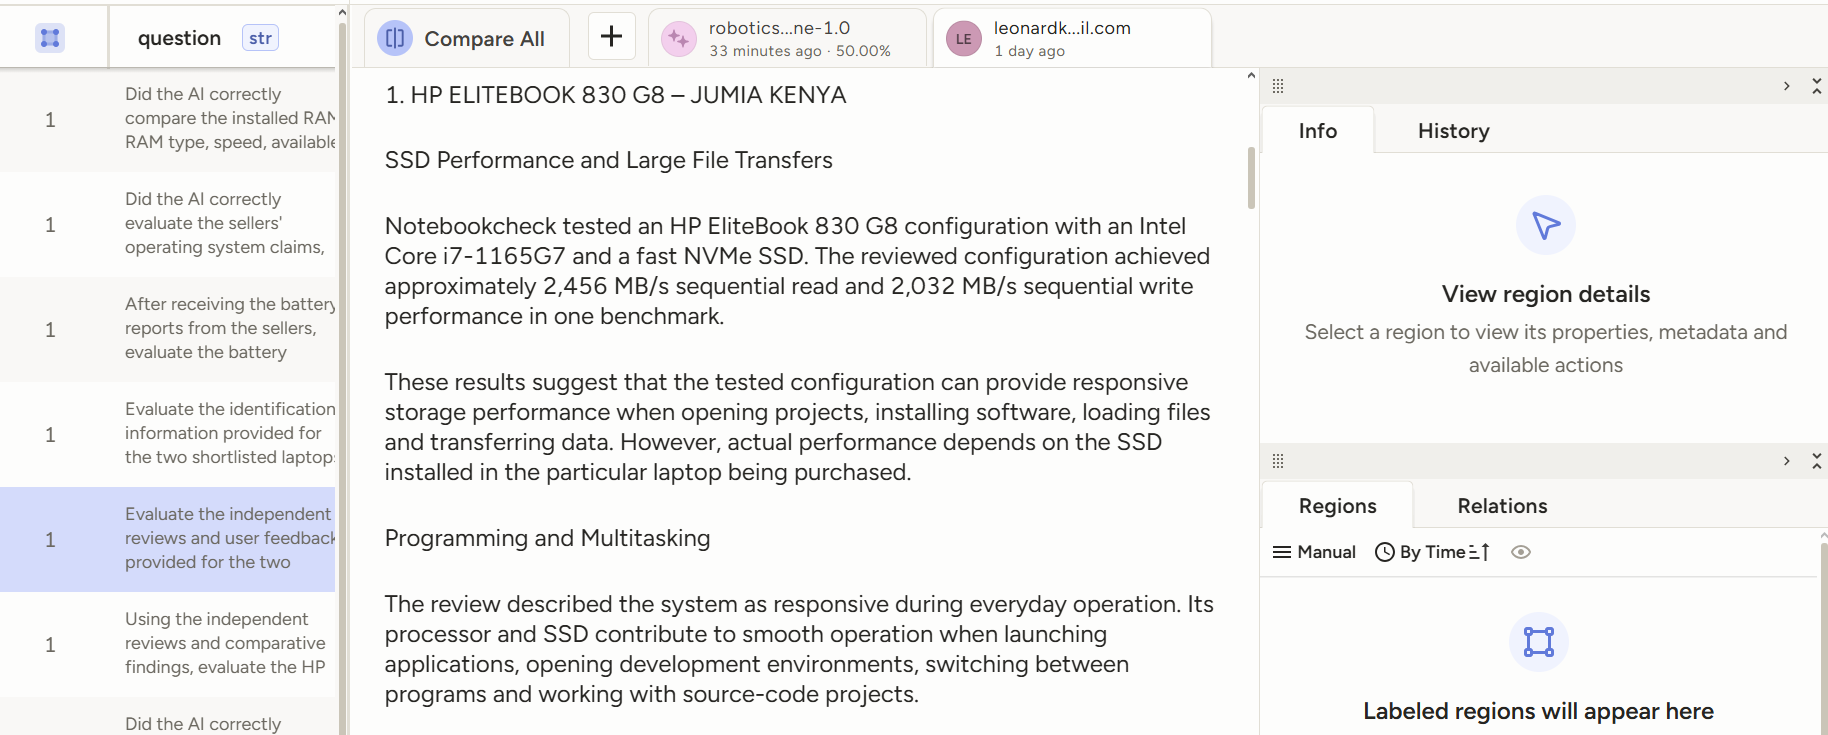 question str
1
Did the AI correctly
compare the installed RAM
RAM type, speed, available
1
Did the AI correctly
evaluate the sellers'
operating system claims,
1
After receiving the battery
reports from the sellers,
evaluate the battery
1
Evaluate the identification
information provided for
the two shortlisted laptop
1
Evaluate the independent
reviews and user feedback
provided for the two
1
Using the independent
reviews and comparative
findings, evaluate the HP
Did the AI correctly
Compare All
robotics...ne-1.0
33 minutes ago · 50.00%
LE
leonardk...il.com
1 day ago
1. HP ELITEBOOK 830 G8 – JUMIA KENYA
SSD Performance and Large File Transfers
Notebookcheck tested an HP EliteBook 830 G8 configuration with an Intel
Core i7-1165G7 and a fast NVMe SSD. The reviewed configuration achieved
approximately 2,456 MB/s sequential read and 2,032 MB/s sequential write
performance in one benchmark.
These results suggest that the tested configuration can provide responsive
storage performance when opening projects, installing software, loading files
and transferring data. However, actual performance depends on the SSD
installed in the particular laptop being purchased.
Programming and Multitasking
The review described the system as responsive during everyday operation. Its
processor and SSD contribute to smooth operation when launching
applications, opening development environments, switching between
programs and working with source-code projects.
Info History
View region details
Select a region to view its properties, metadata and
available actions
Regions Relations
Manual By Time
Labeled regions will appear here